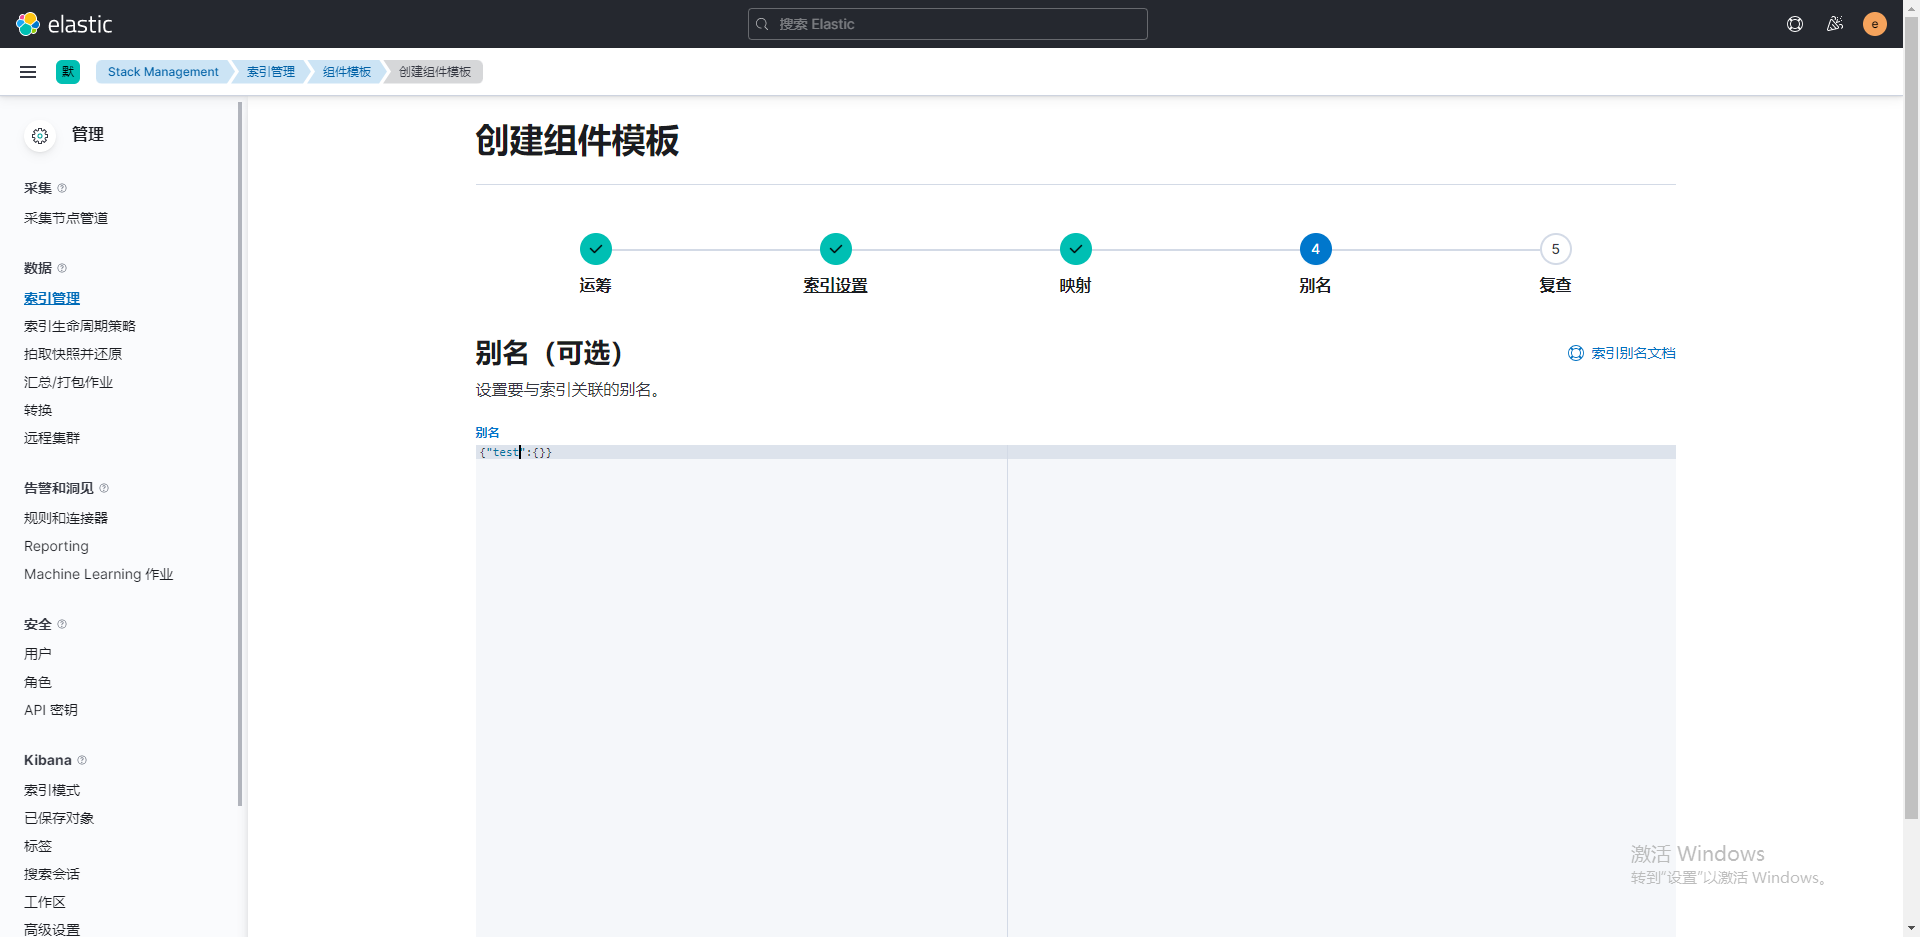 elastic
搜索 Elastic
e
默
Stack Management
索引管理
组件模板
创建组件模板
管理
采集
采集节点管道
数据
索引管理
索引生命周期策略
拍取快照并还原
汇总/打包作业
转换
远程集群
告警和洞见
规则和连接器
Reporting
Machine Learning 作业
安全
用户
角色
API 密钥
Kibana
索引模式
已保存对象
标签
搜索会话
工作区
高级设置
创建组件模板
运筹
索引设置
映射
4
别名
5
复查
别名（可选）
索引别名文档
设置要与索引关联的别名。
别名
{"test":{}}
激活 Windows
转到"设置"以激活 Windows。